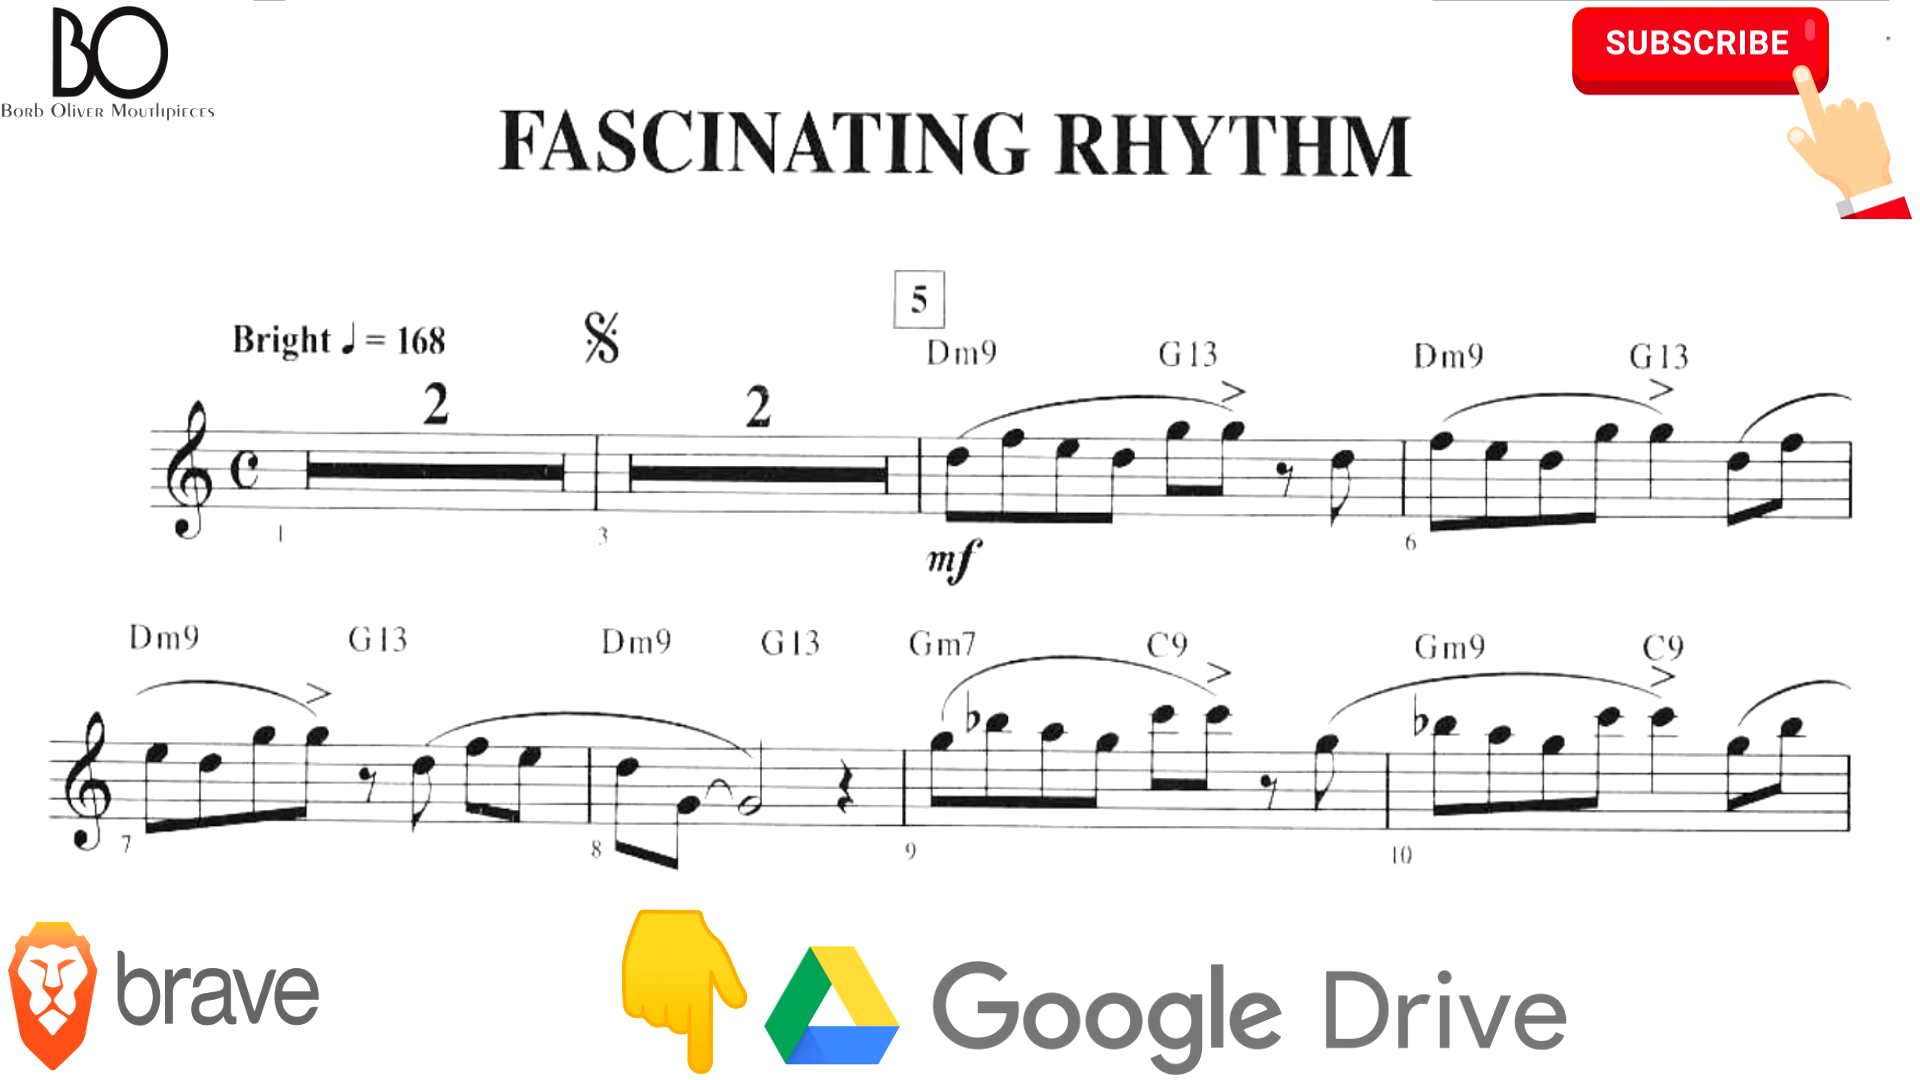 BO
SUBSCRIBE
Borb Oliver Mouthpieces
FASCINATING RHYTHM
5
Bright ♩ = 168
Dm9 G13 Dm9 G13
2 2
1 3 6
mf
Dm9 G13 Dm9 G13 Gm7 C9 Gm9 C9
7 8 9 10
brave
Google Drive